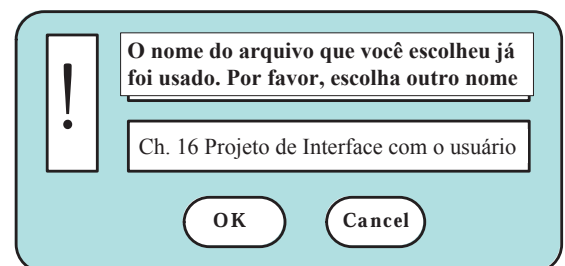 !
O nome do arquivo que você escolheu já
foi usado. Por favor, escolha outro nome
Ch. 16 Projeto de Interface com o usuário
OK
Cancel